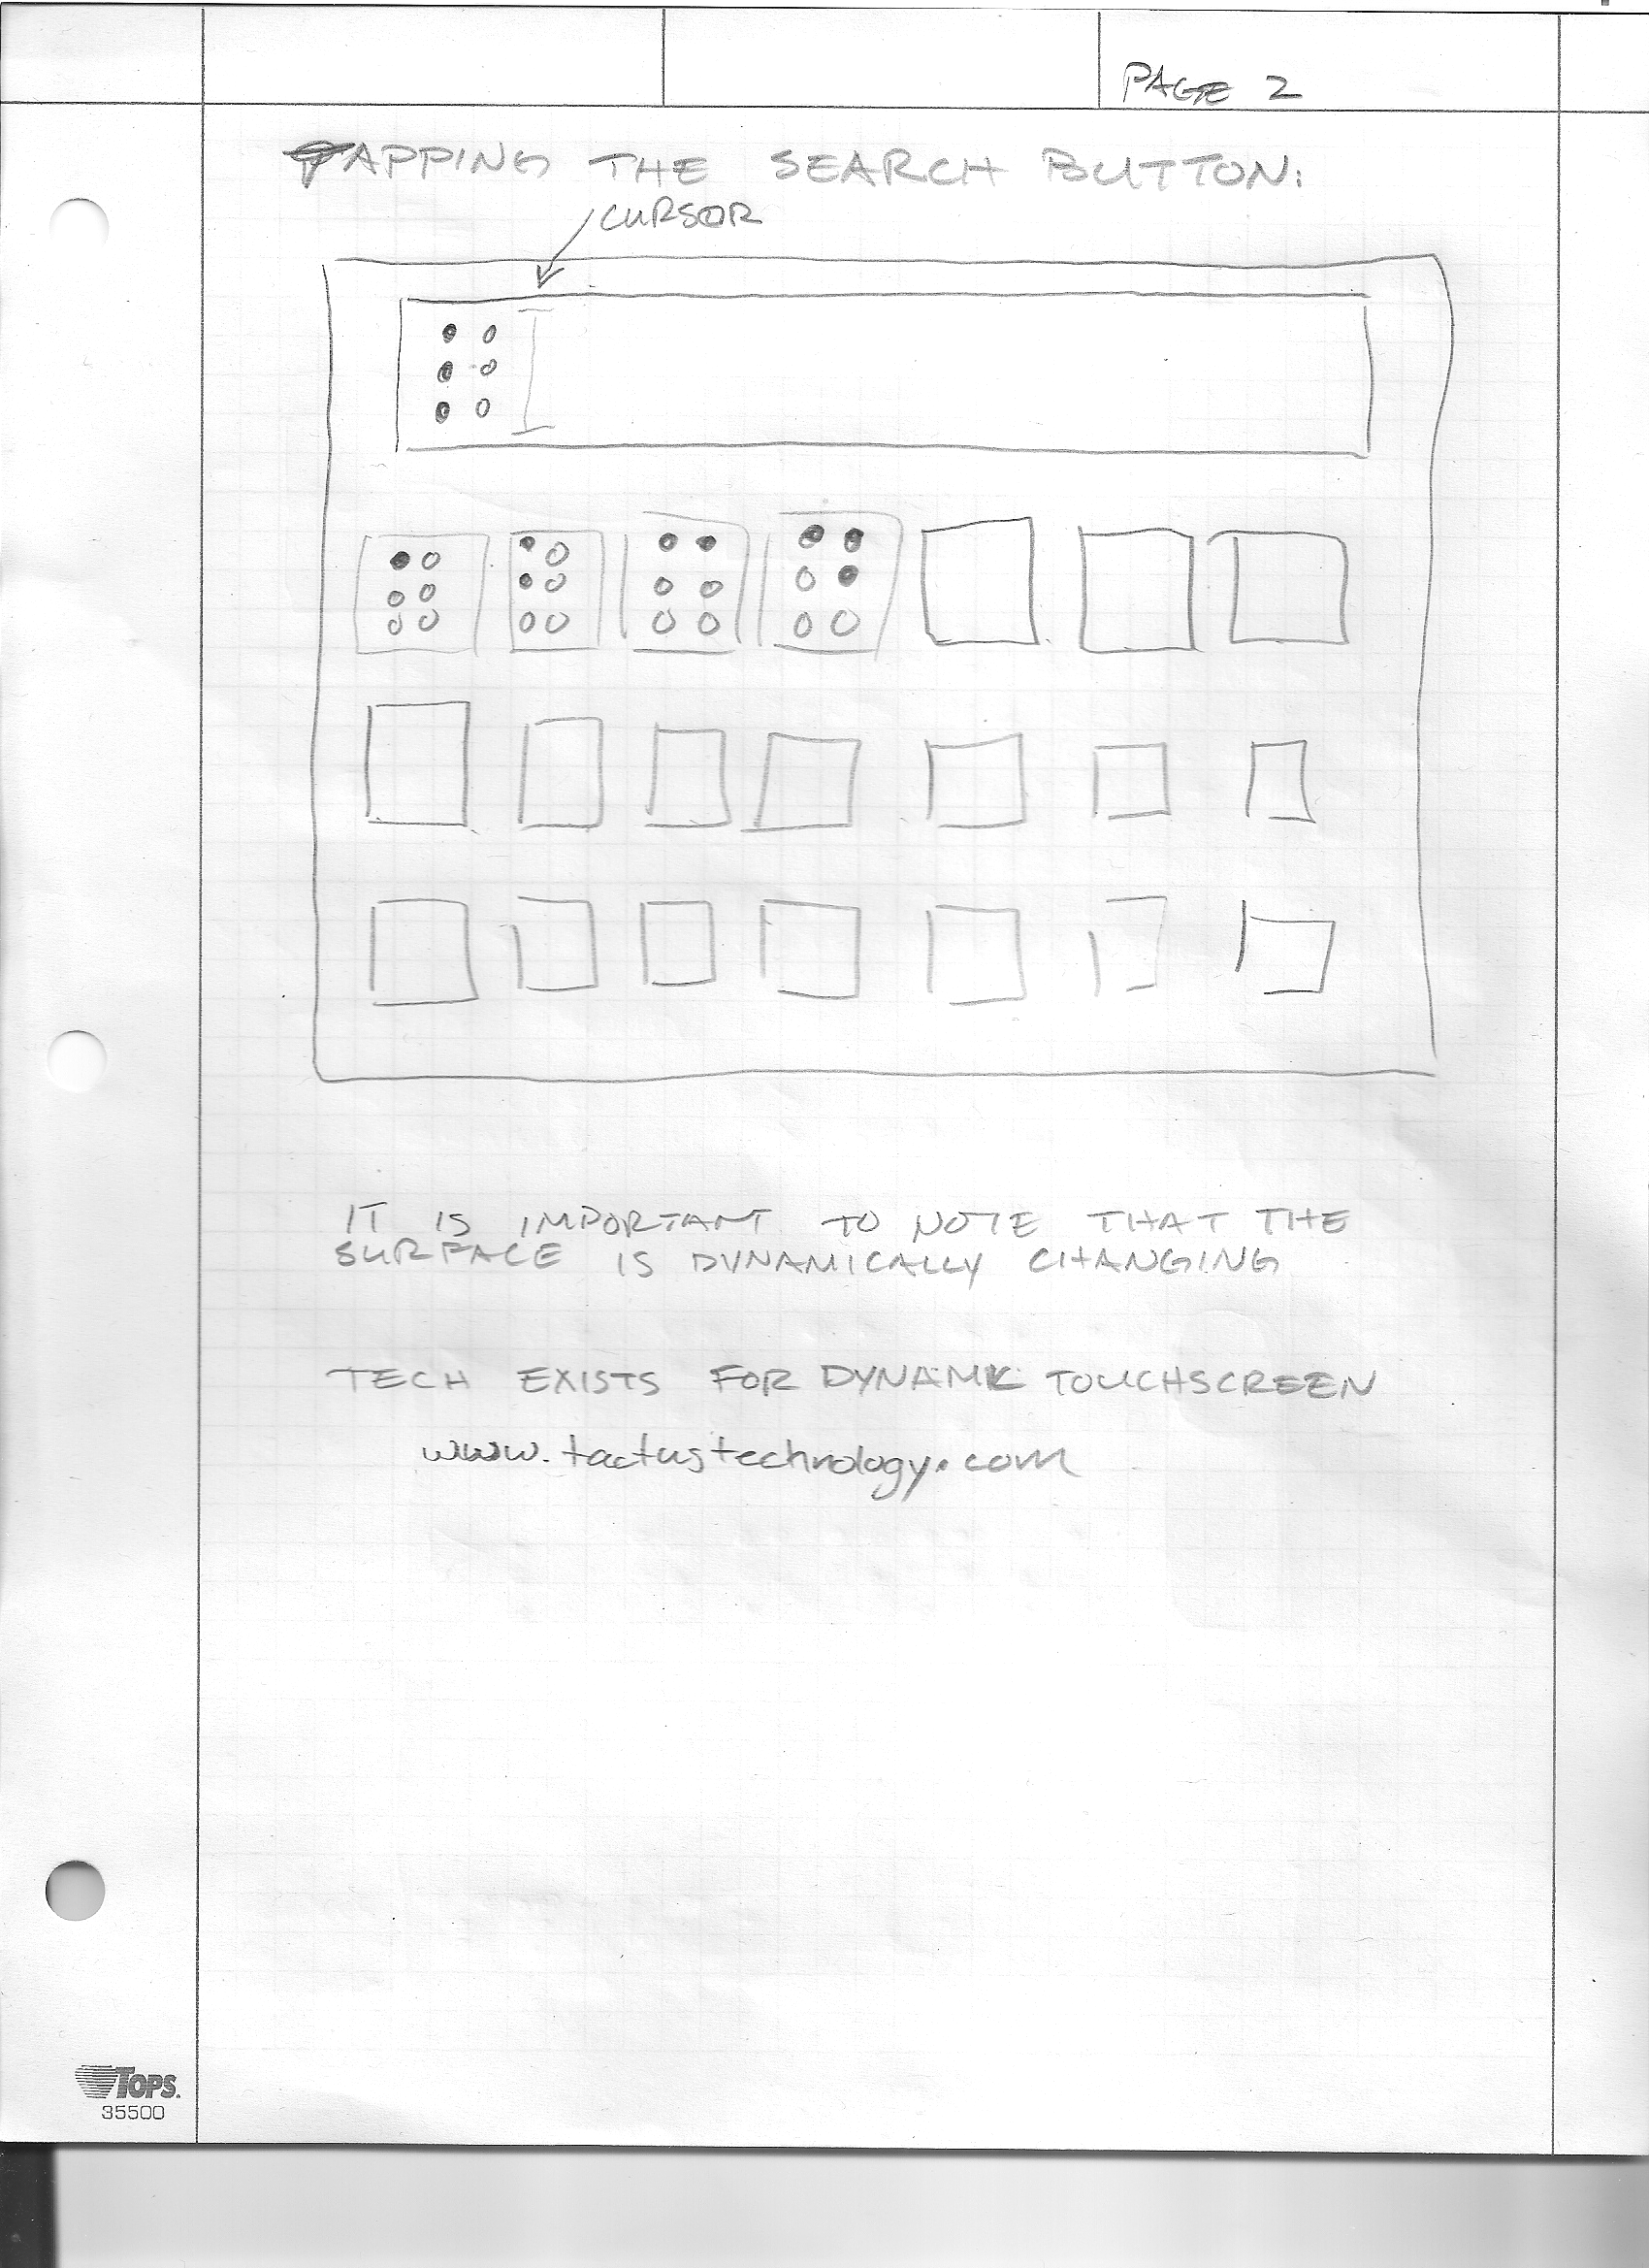 PAGE 2
TAPPING THE SEARCH BUTTON:
CURSOR
IT IS IMPORTANT TO NOTE THAT THE
SURFACE IS DYNAMICALLY CHANGING
TECH EXISTS FOR DYNAMIC TOUCHSCREEN
www.tactustechnology.com
TOPS.
35500